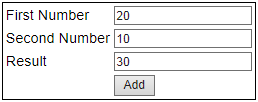 First Number 20
Second Number 10
Result 30
Add